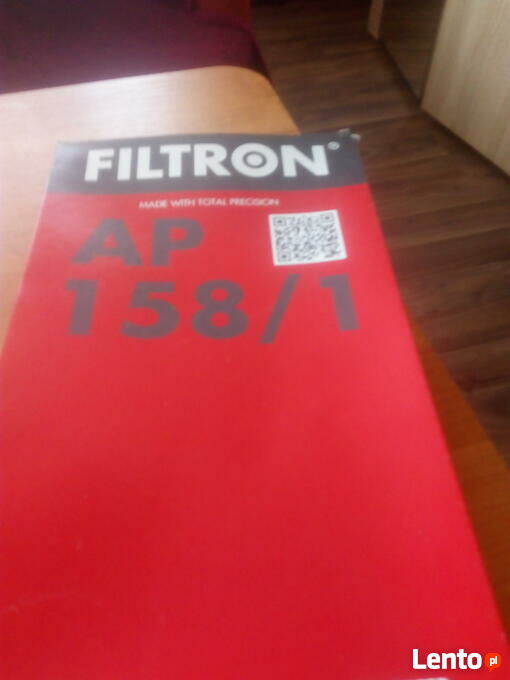 FILTRON®
MADE WITH TOTAL PRECISION
AP
158/1
Lento pl